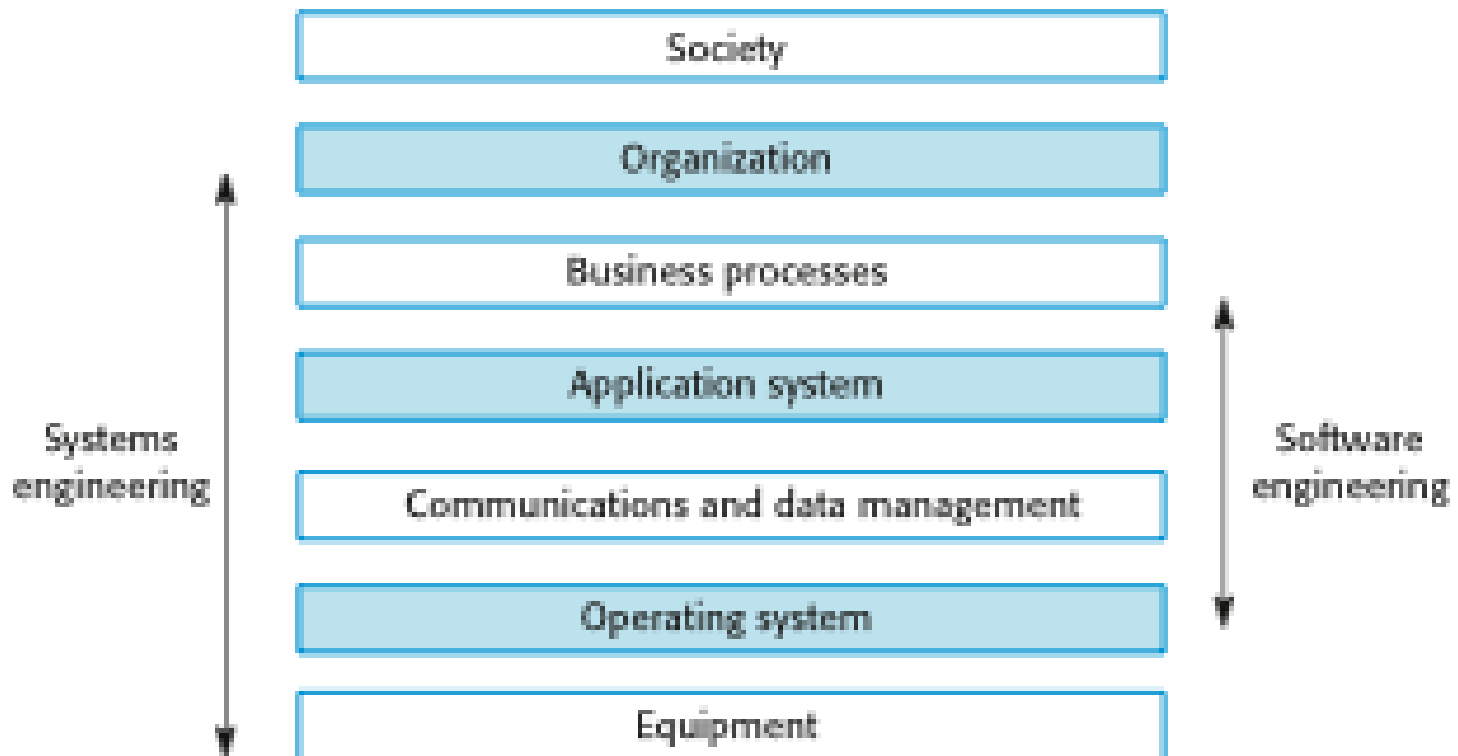 Society
Organization
Business processes
Application system
Systems
engineering
Software
engineering
Communications and data management
Operating system
Equipment